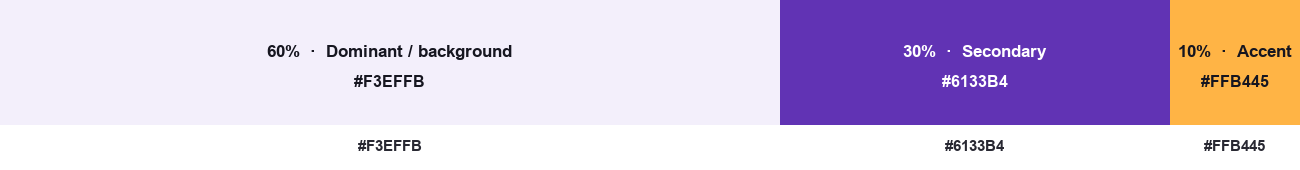 60% · Dominant / background
#F3EFFB
30% · Secondary
#6133B4
10% · Accent
#FFB445
#F3EFFB
#6133B4
#FFB445